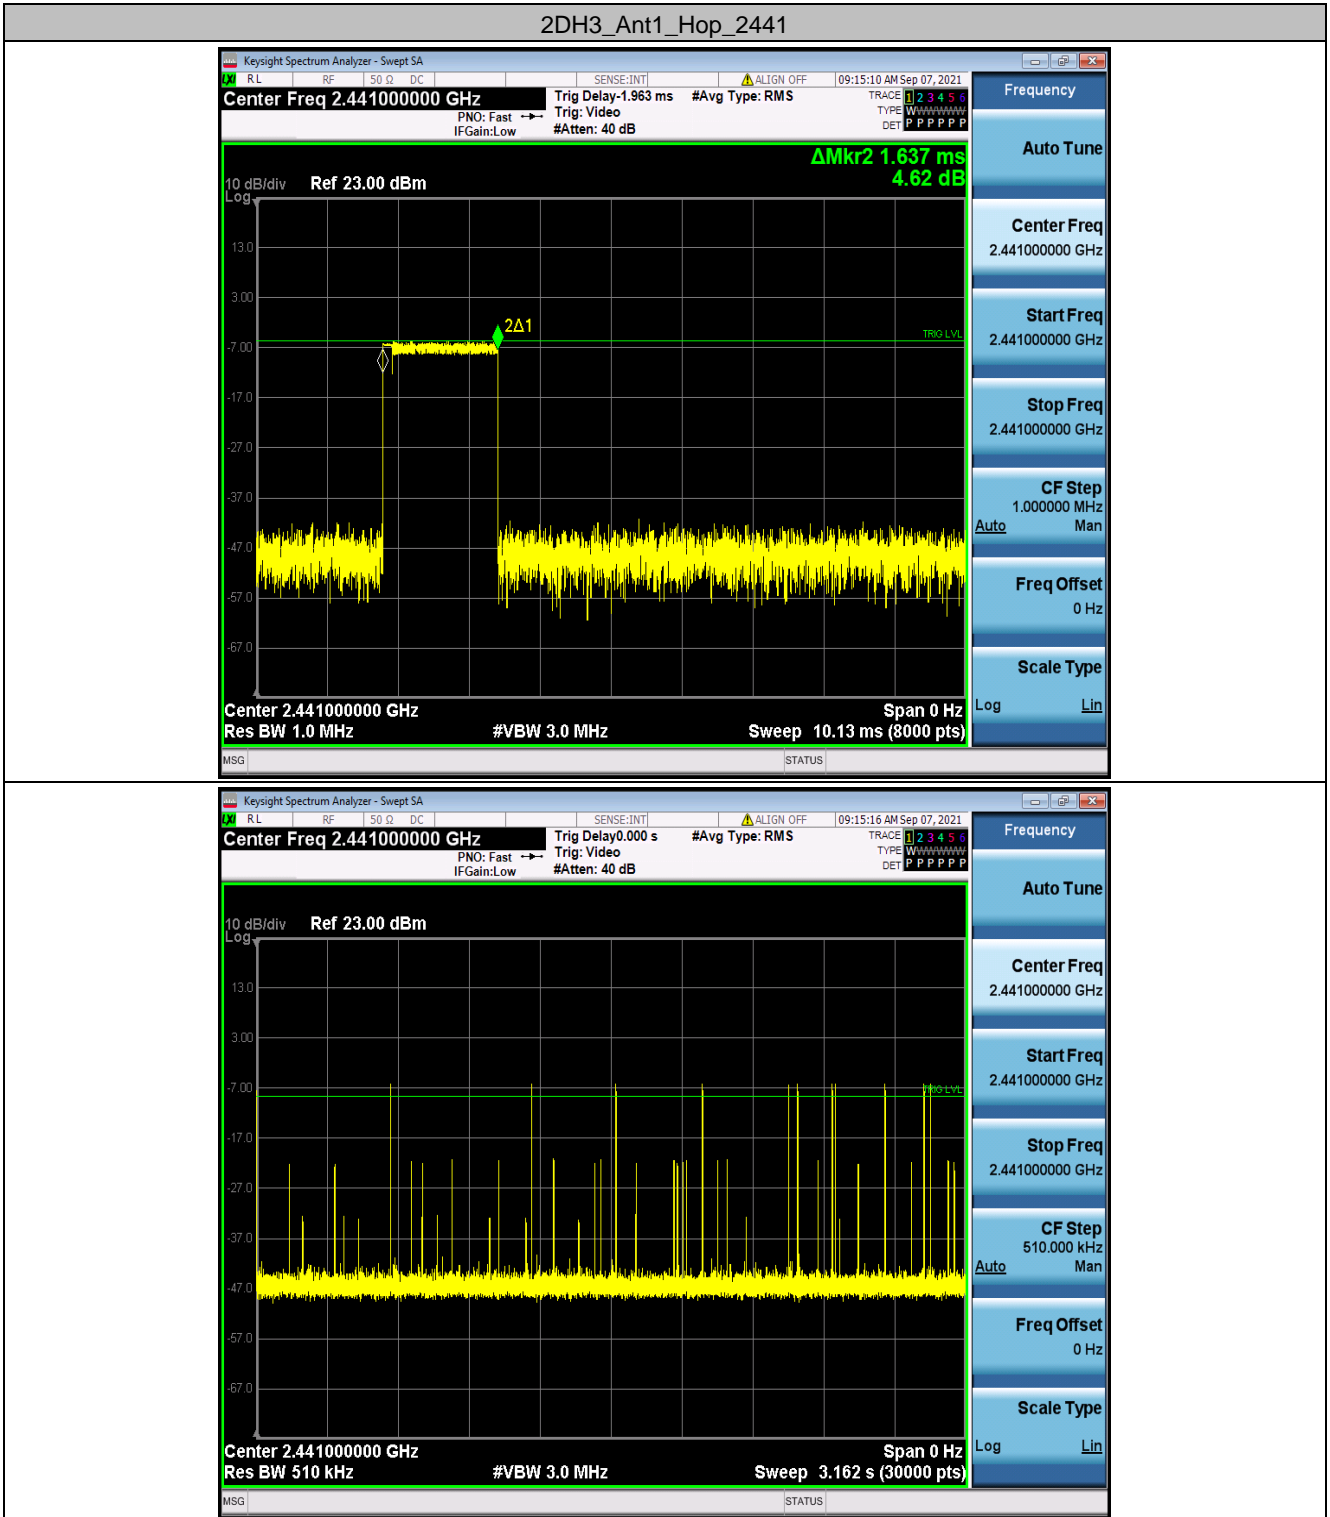 2DH3_Ant1_Hop_2441
Keysight Spectrum Analyzer - Swept SA
LXI RL RF 50 Ω DC SENSE:INT ALIGN OFF 09:15:10 AM Sep 07, 2021
Center Freq 2.441000000 GHz
PNO: Fast
IFGain:Low
Trig Delay-1.963 ms
Trig: Video
#Atten: 40 dB
#Avg Type: RMS
TRACE 1 2 3 4 5 6
TYPE WWWWWW
DET P P P P P P
ΔMkr2 1.637 ms
4.62 dB
10 dB/div Ref 23.00 dBm
Log
13.0
3.00
-7.00
-17.0
-27.0
-37.0
-47.0
-57.0
-67.0
2Δ1
TRIG LVL
Center 2.441000000 GHz Span 0 Hz
Res BW 1.0 MHz #VBW 3.0 MHz Sweep 10.13 ms (8000 pts)
MSG STATUS
Frequency
Auto Tune
Center Freq
2.441000000 GHz
Start Freq
2.441000000 GHz
Stop Freq
2.441000000 GHz
CF Step
1.000000 MHz
Auto Man
Freq Offset
0 Hz
Scale Type
Log Lin
Keysight Spectrum Analyzer - Swept SA
LXI RL RF 50 Ω DC SENSE:INT ALIGN OFF 09:15:16 AM Sep 07, 2021
Center Freq 2.441000000 GHz
PNO: Fast
IFGain:Low
Trig Delay0.000 s
Trig: Video
#Atten: 40 dB
#Avg Type: RMS
TRACE 1 2 3 4 5 6
TYPE WWWWWW
DET P P P P P P
10 dB/div Ref 23.00 dBm
Log
13.0
3.00
-7.00
-17.0
-27.0
-37.0
-47.0
-57.0
-67.0
TRIG LVL
Center 2.441000000 GHz Span 0 Hz
Res BW 510 kHz #VBW 3.0 MHz Sweep 3.162 s (30000 pts)
MSG STATUS
Frequency
Auto Tune
Center Freq
2.441000000 GHz
Start Freq
2.441000000 GHz
Stop Freq
2.441000000 GHz
CF Step
510.000 kHz
Auto Man
Freq Offset
0 Hz
Scale Type
Log Lin